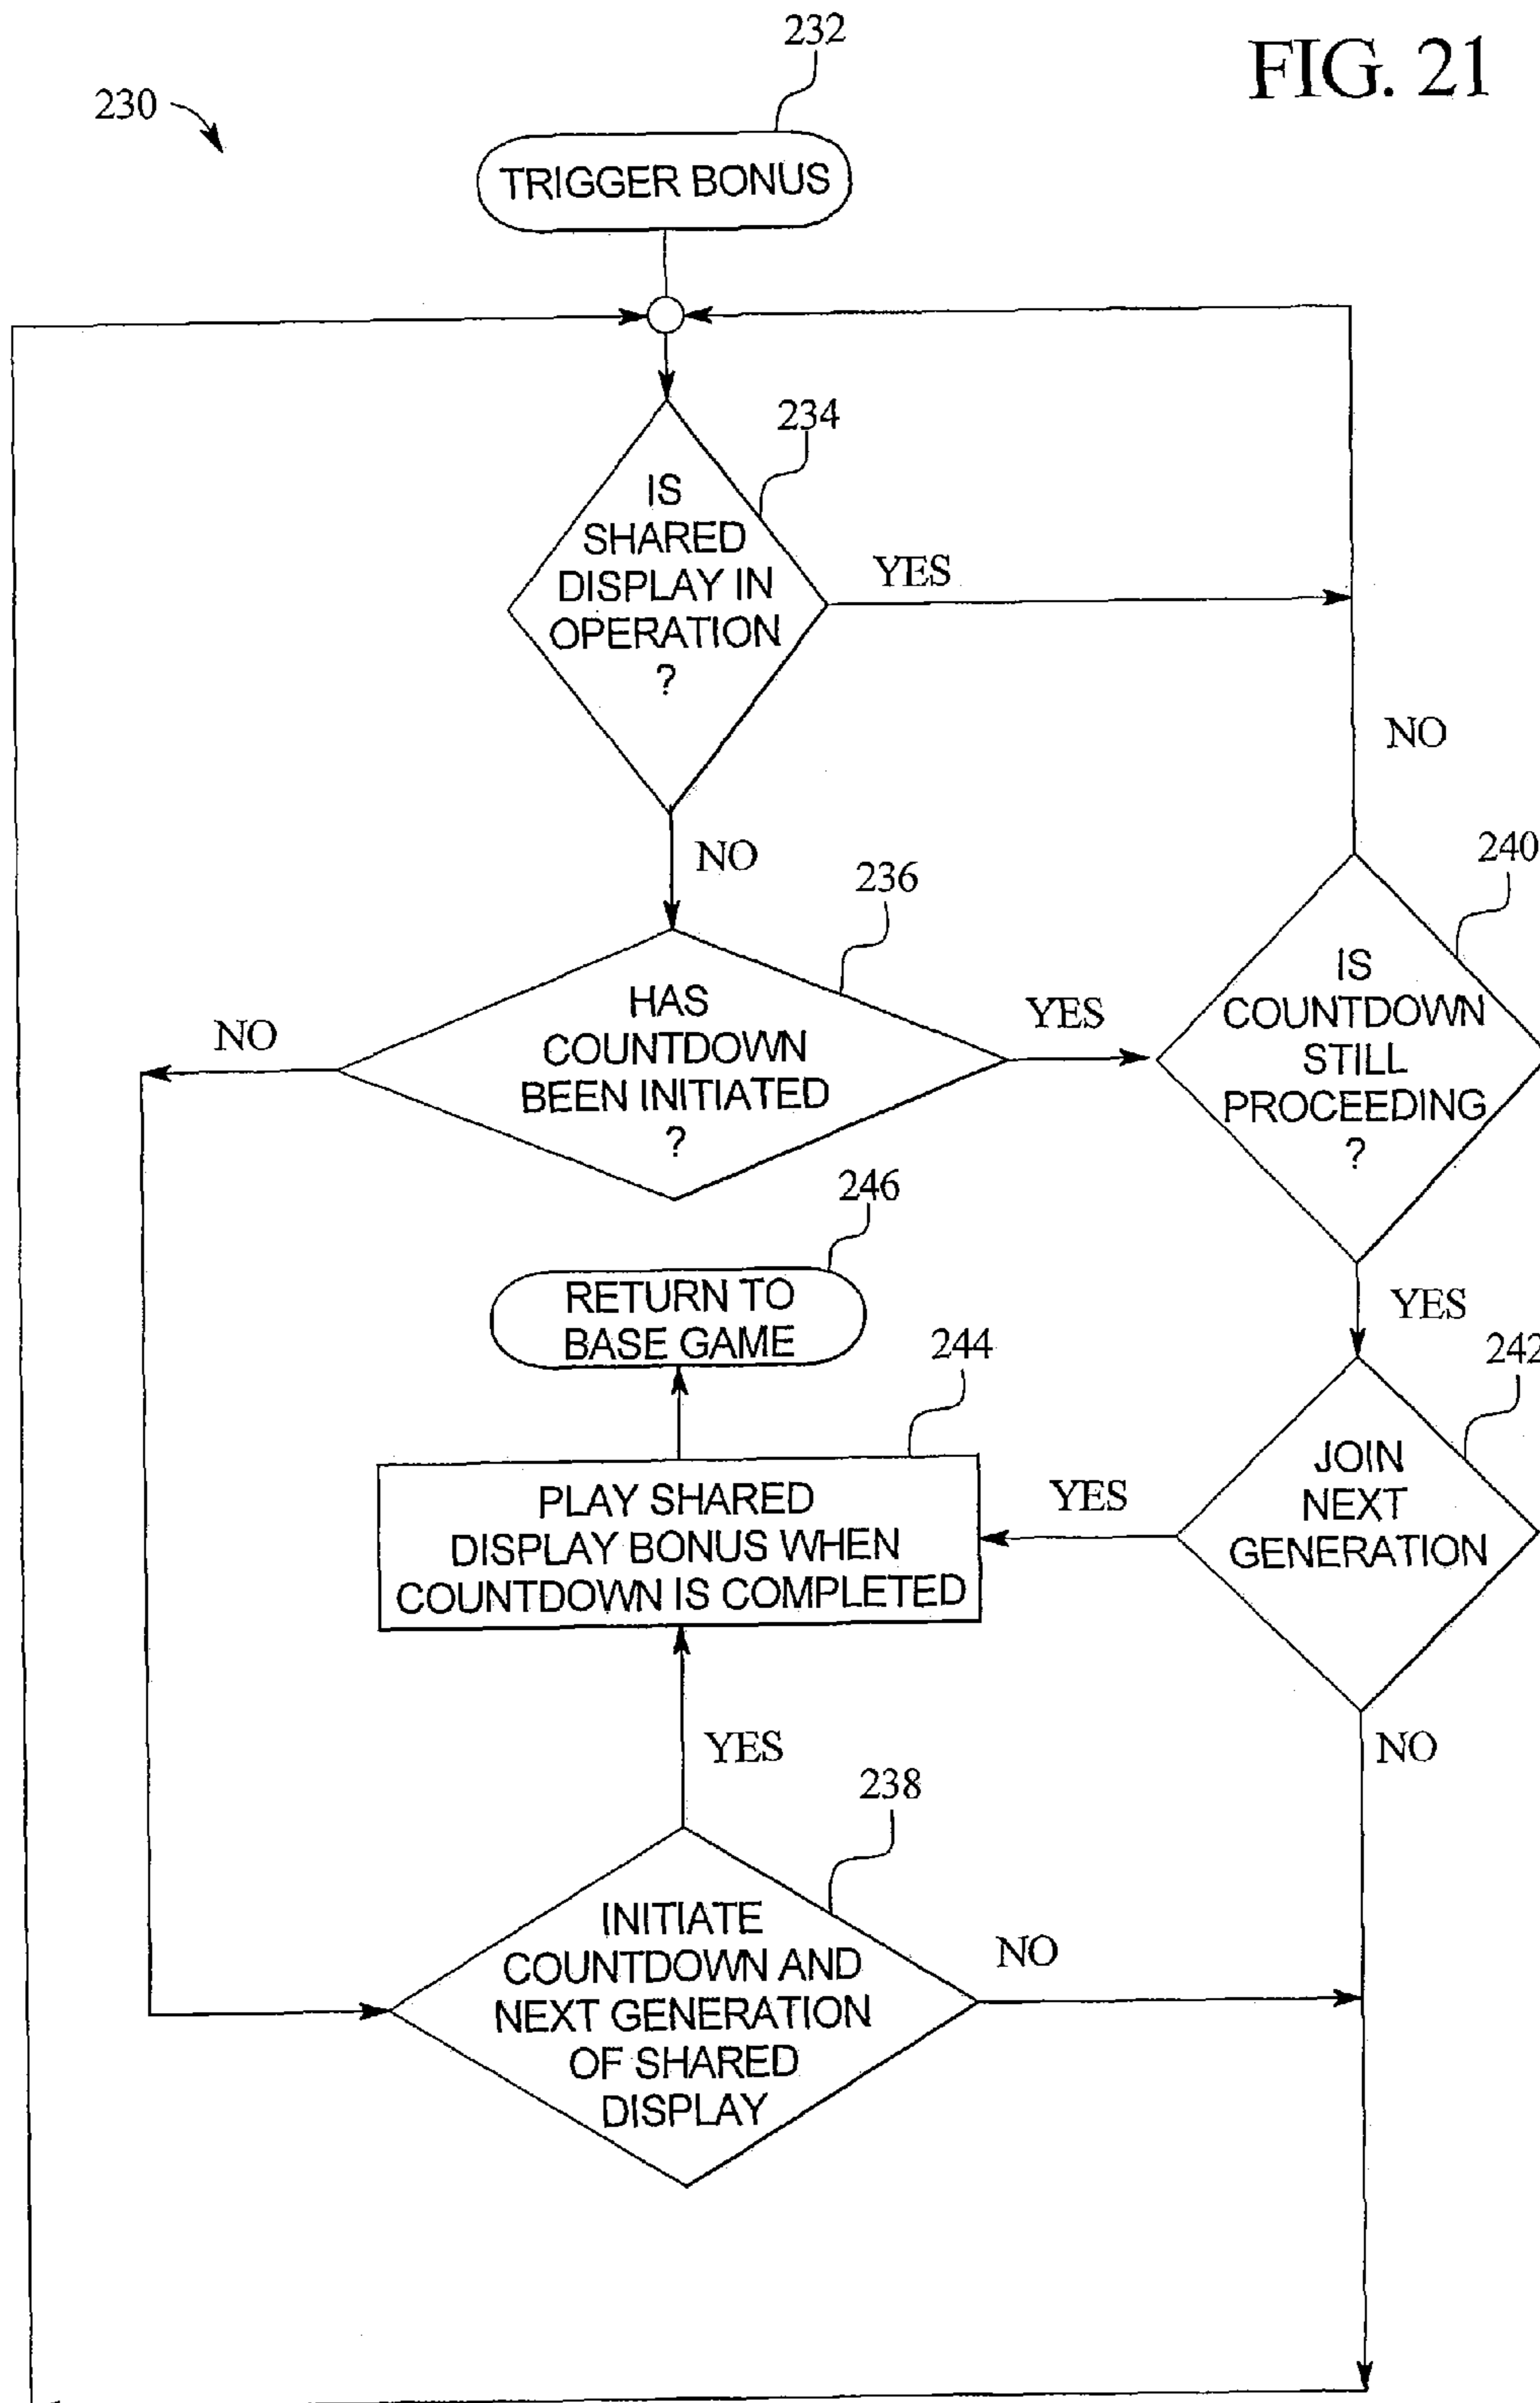 FIG. 21
232
230
TRIGGER BONUS
234
IS
SHARED
DISPLAY IN
OPERATION
?
YES
NO
NO
236
240
HAS
COUNTDOWN
BEEN INITIATED
?
NO
YES
IS
COUNTDOWN
STILL
PROCEEDING
?
246
RETURN TO
BASE GAME
YES
244
242
PLAY SHARED
DISPLAY BONUS WHEN
COUNTDOWN IS COMPLETED
YES
JOIN
NEXT
GENERATION
YES
NO
238
INITIATE
COUNTDOWN AND
NEXT GENERATION
OF SHARED
DISPLAY
NO